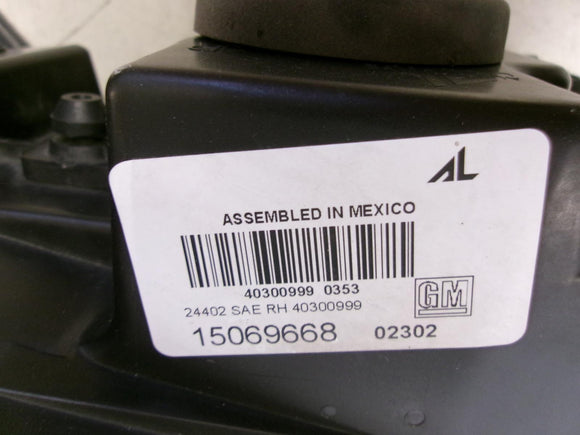 AL
ASSEMBLED IN MEXICO
40300999 0353
24402 SAE RH 40300999
GM
15069668 02302